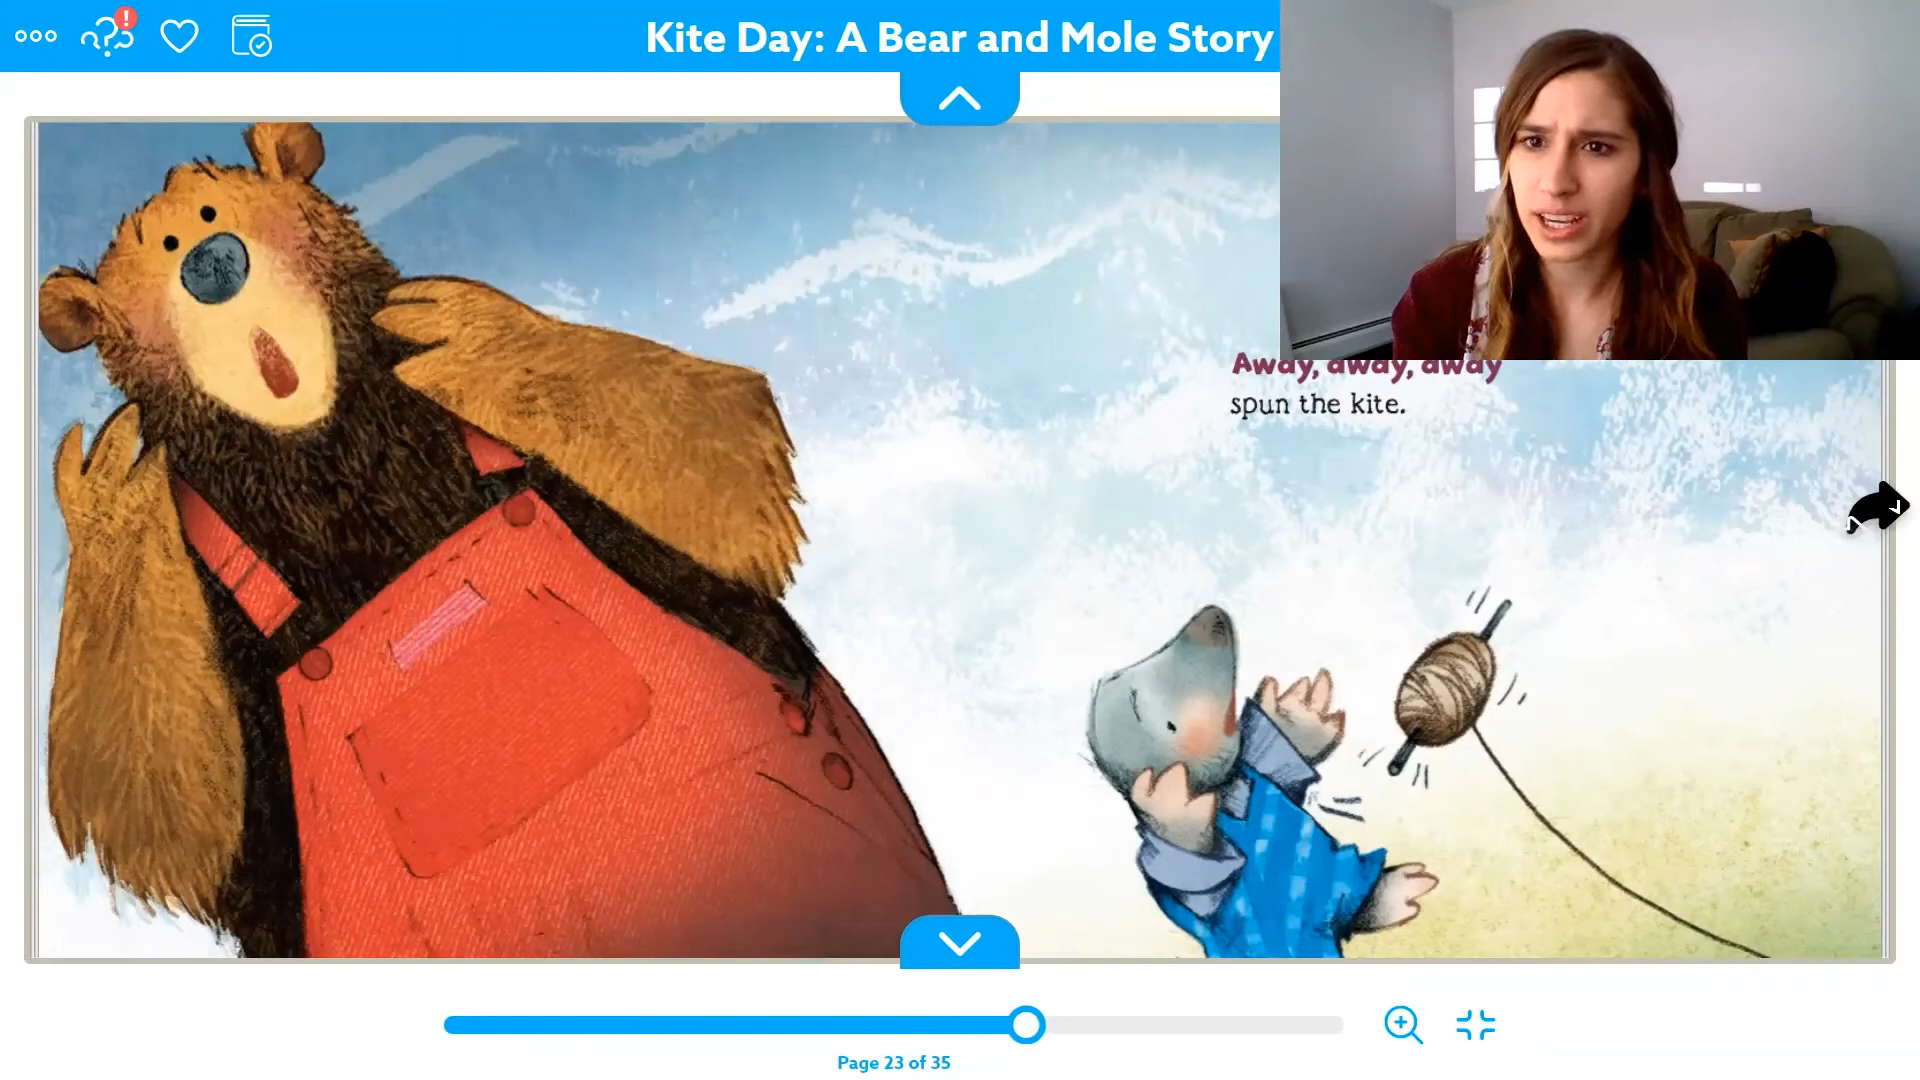 Kite Day: A Bear and Mole Story
Away, away, away
spun the kite.
Page 23 of 35